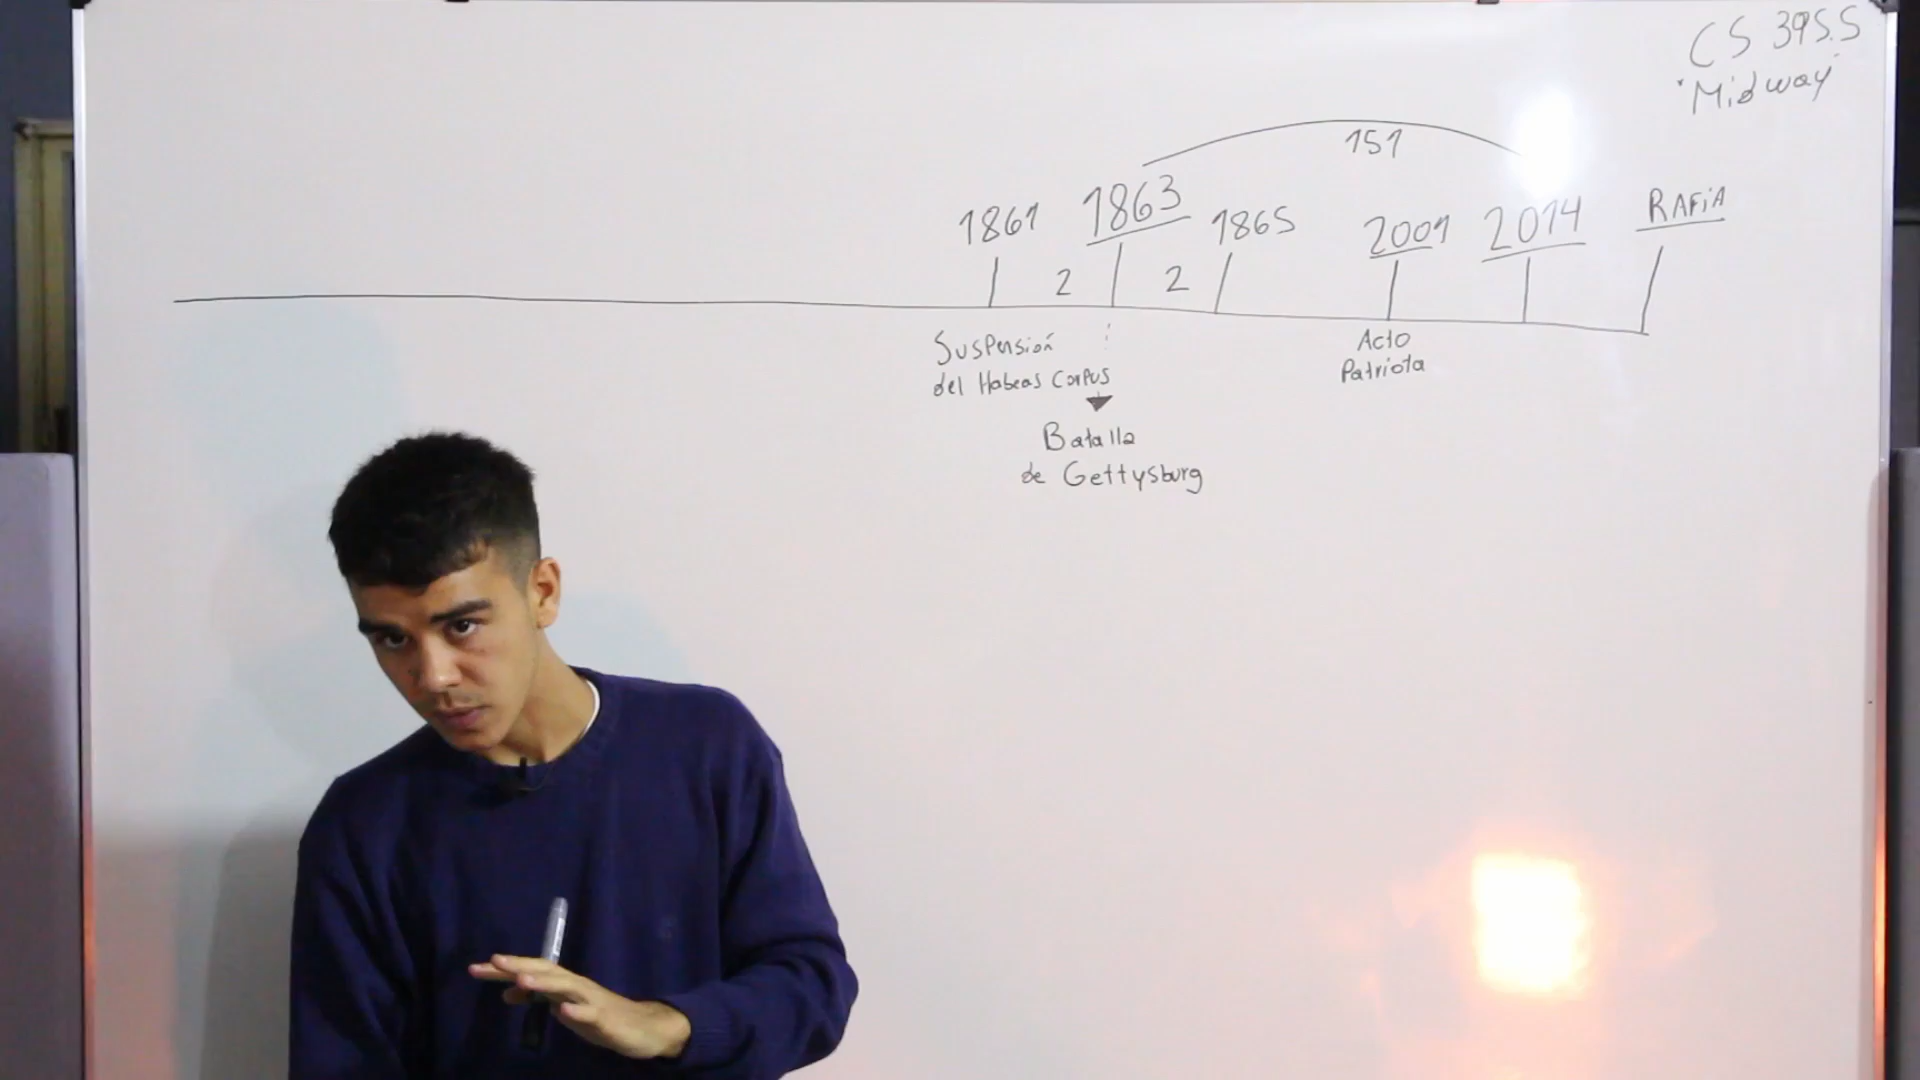 CS 395.5
"Midway"
151
1861 1863 1865 2001 2014 RAFiA
2 2
Suspensión
del Habeas Corpus
Acto
Patriota
Batalla
de Gettysburg